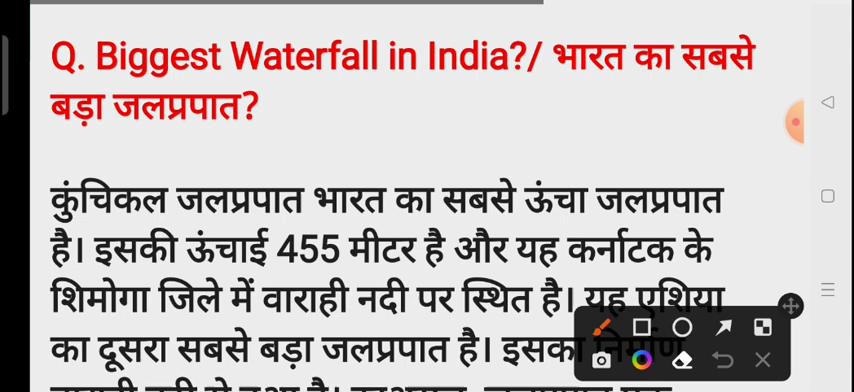 Q. Biggest Waterfall in India?/ भारत का सबसे
बड़ा जलप्रपात?
कुंचिकल जलप्रपात भारत का सबसे ऊंचा जलप्रपात
है। इसकी ऊंचाई 455 मीटर है और यह कर्नाटक के
शिमोगा जिले में वाराही नदी पर स्थित है। यह एशिया
का दूसरा सबसे बड़ा जलप्रपात है। इसका निर्माण